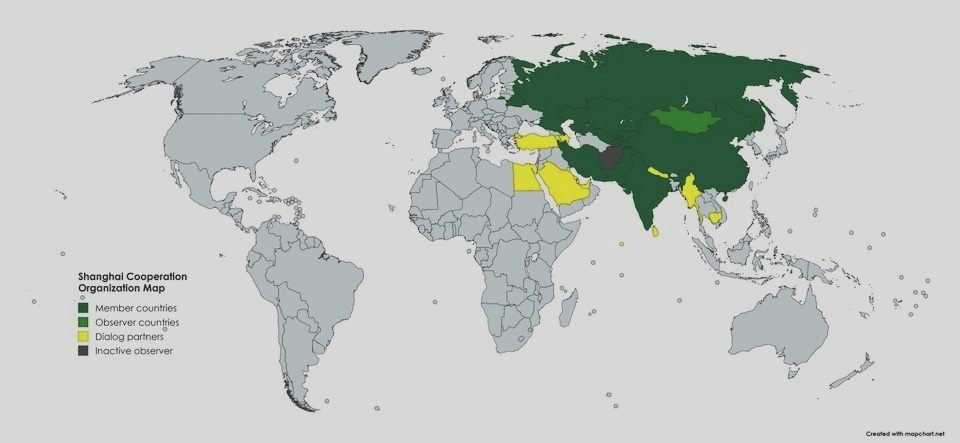 Shanghai Cooperation
Organization Map
Member countries
Observer countries
Dialog partners
Inactive observer
Created with mapchart.net